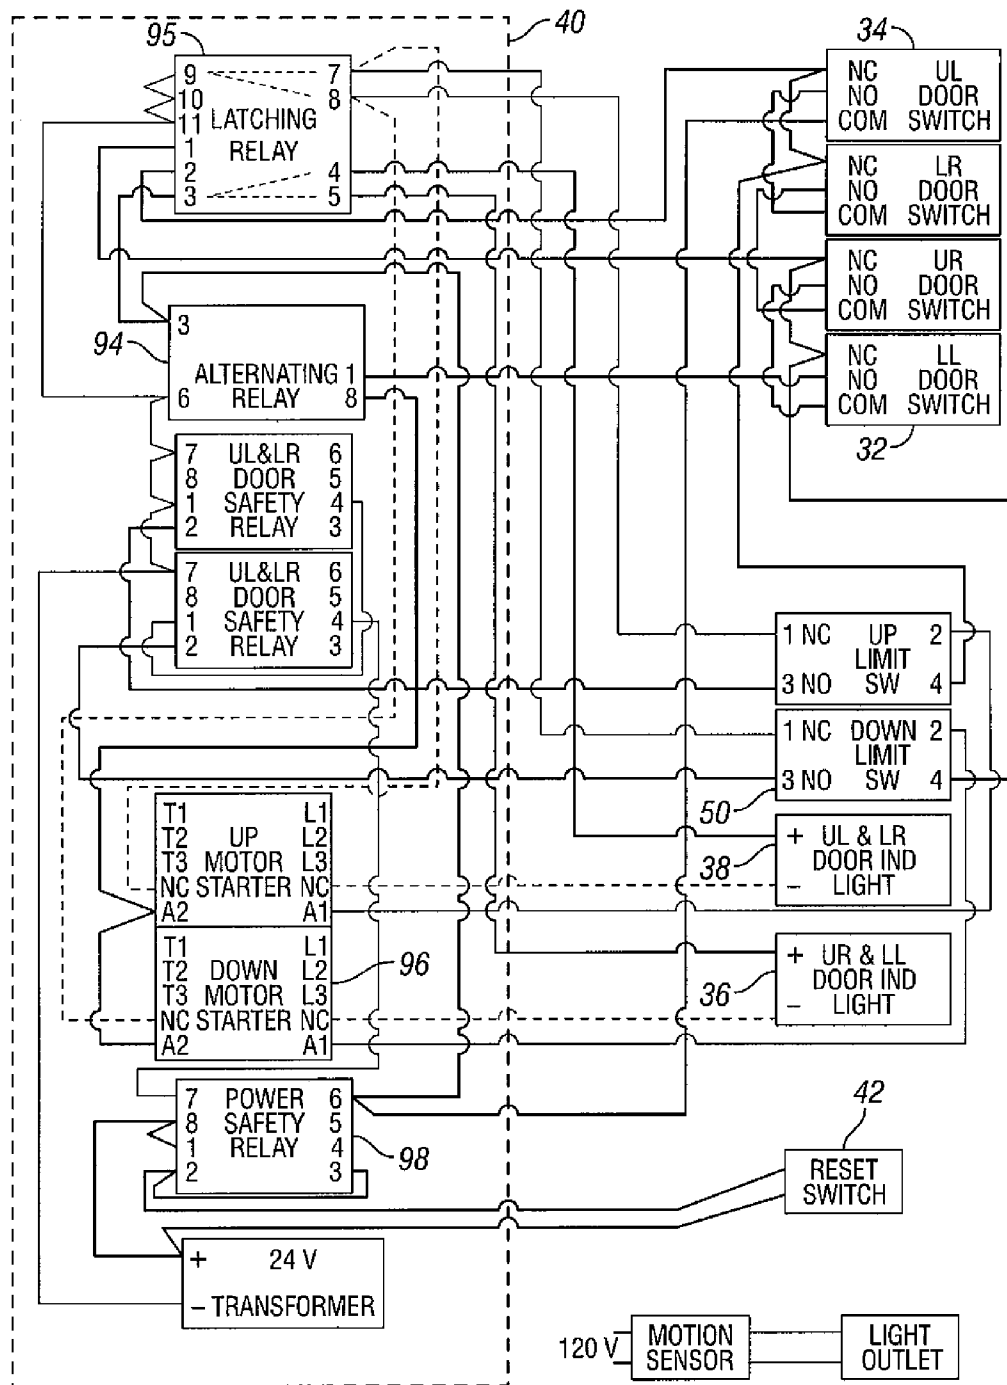 95
40
34
9 7
10 8
11 LATCHING
1 RELAY
2 4
3 5
NC UL
NO DOOR
COM SWITCH
NC LR
NO DOOR
COM SWITCH
NC UR
NO DOOR
COM SWITCH
NC LL
NO DOOR
COM SWITCH
32
94
3
ALTERNATING 1
6 RELAY 8
7 UL&LR 6
8 DOOR 5
1 SAFETY 4
2 RELAY 3
7 UL&LR 6
8 DOOR 5
1 SAFETY 4
2 RELAY 3
1 NC UP 2
LIMIT
3 NO SW 4
1 NC DOWN 2
LIMIT
3 NO SW 4
50
+ UL & LR
DOOR IND
– LIGHT
38
+ UR & LL
DOOR IND
– LIGHT
36
T1 L1
T2 UP L2
T3 MOTOR L3
NC STARTER NC
A2 A1
T1 L1
T2 DOWN L2
T3 MOTOR L3
NC STARTER NC
A2 A1
96
7 POWER 6
8 SAFETY 5
1 RELAY 4
2 3
98
42
RESET
SWITCH
+ 24 V
– TRANSFORMER
120 V
MOTION
SENSOR
LIGHT
OUTLET